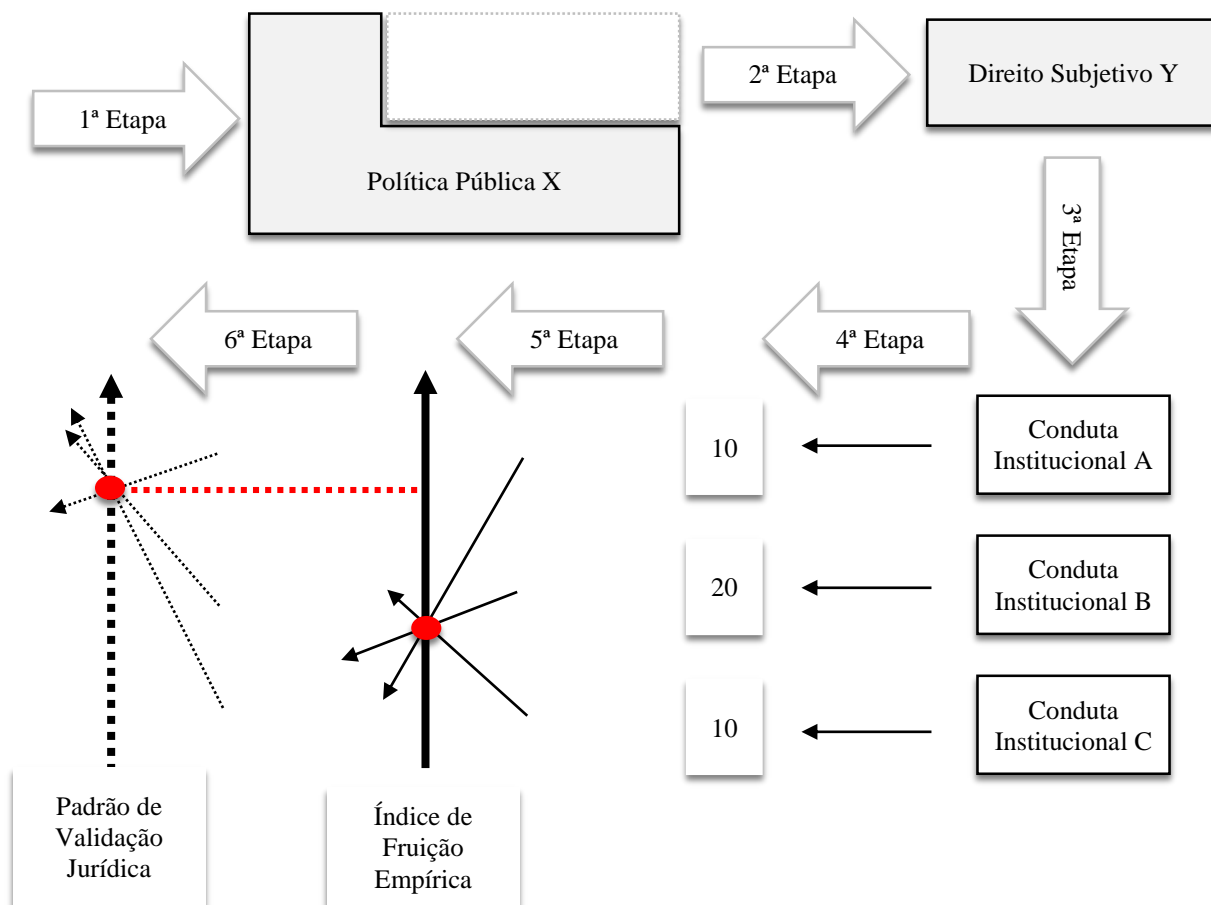 1ª Etapa
Política Pública X
2ª Etapa
Direito Subjetivo Y
3ª Etapa
4ª Etapa
5ª Etapa
6ª Etapa
Conduta
Institucional A
10
Conduta
Institucional B
20
Conduta
Institucional C
10
Índice de
Fruição
Empírica
Padrão de
Validação
Jurídica